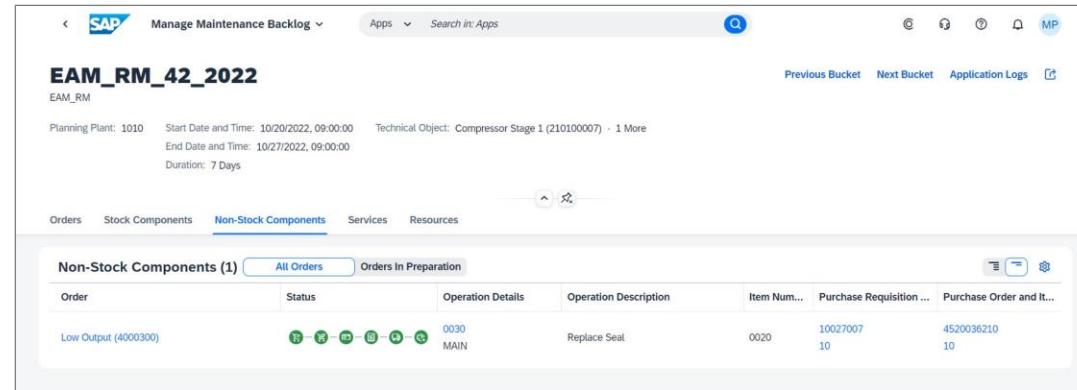 SAP Manage Maintenance Backlog Apps Search in: Apps MP
EAM_RM_42_2022 Previous Bucket Next Bucket Application Logs
EAM_RM
Planning Plant: 1010 Start Date and Time: 10/20/2022, 09:00:00 Technical Object: Compressor Stage 1 (210100007) · 1 More
End Date and Time: 10/27/2022, 09:00:00
Duration: 7 Days
Orders Stock Components Non-Stock Components Services Resources
Non-Stock Components (1) All Orders Orders In Preparation
Order Status Operation Details Operation Description Item Num... Purchase Requisition ... Purchase Order and It...
Low Output (4000300) 0030 Replace Seal 0020 10027007 4520036210
MAIN 10 10